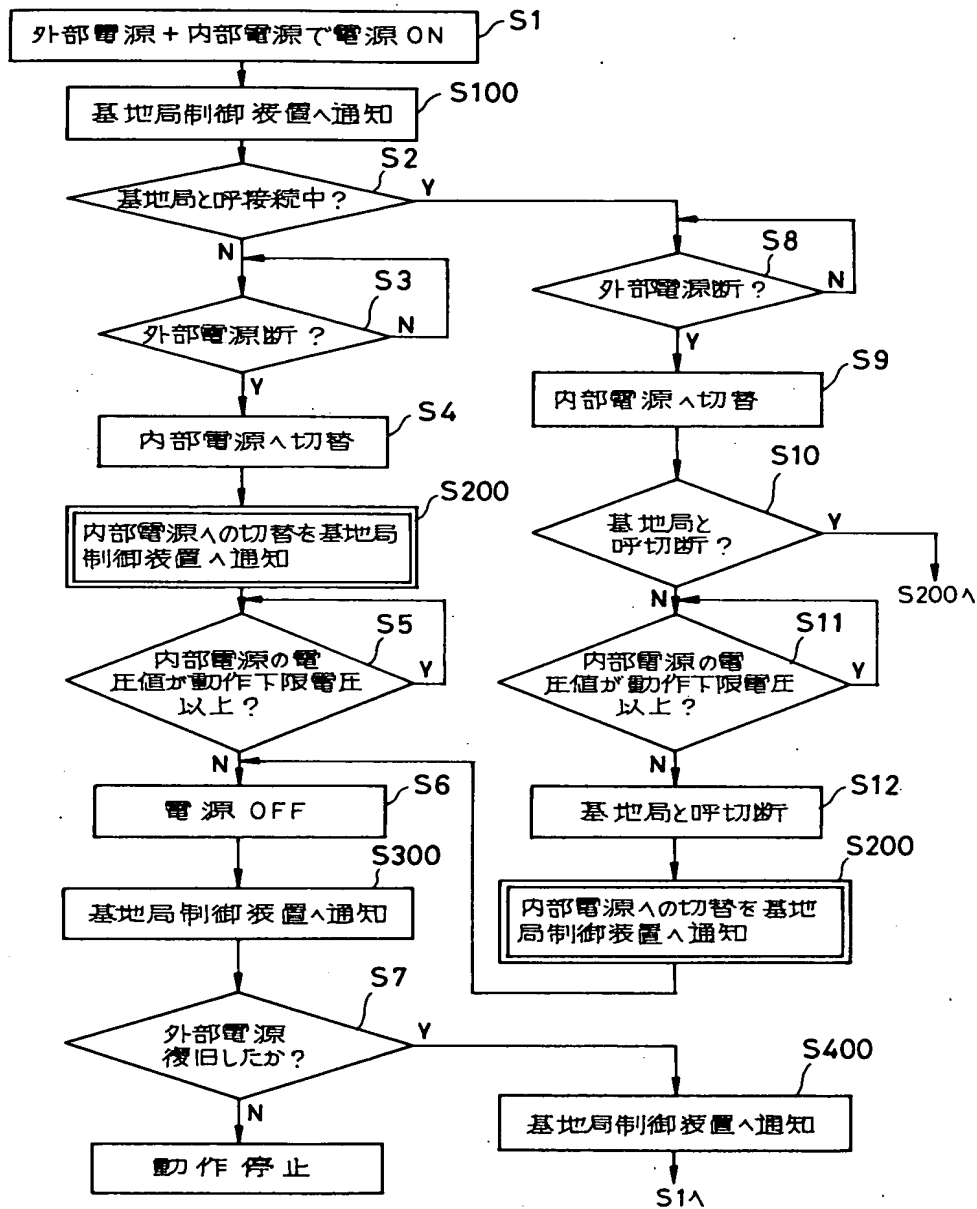 外部電源+内部電源で電源 ON
S1
基地局制御装置へ通知
S100
基地局と呼接続中?
S2
Y
N
外部電源断?
S3
N
Y
内部電源へ切替
S4
内部電源への切替を基地局
制御装置へ通知
S200
内部電源の電
圧値が動作下限電圧
以上?
S5
Y
N
電源 OFF
S6
基地局制御装置へ通知
S300
外部電源
復旧したか?
S7
Y
N
動作停止
外部電源断?
S8
N
Y
内部電源へ切替
S9
基地局と
呼切断?
S10
Y
S200へ
N
内部電源の電
圧値が動作下限電圧
以上?
S11
Y
N
基地局と呼切断
S12
内部電源への切替を基地
局制御装置へ通知
S200
基地局制御装置へ通知
S400
S1へ